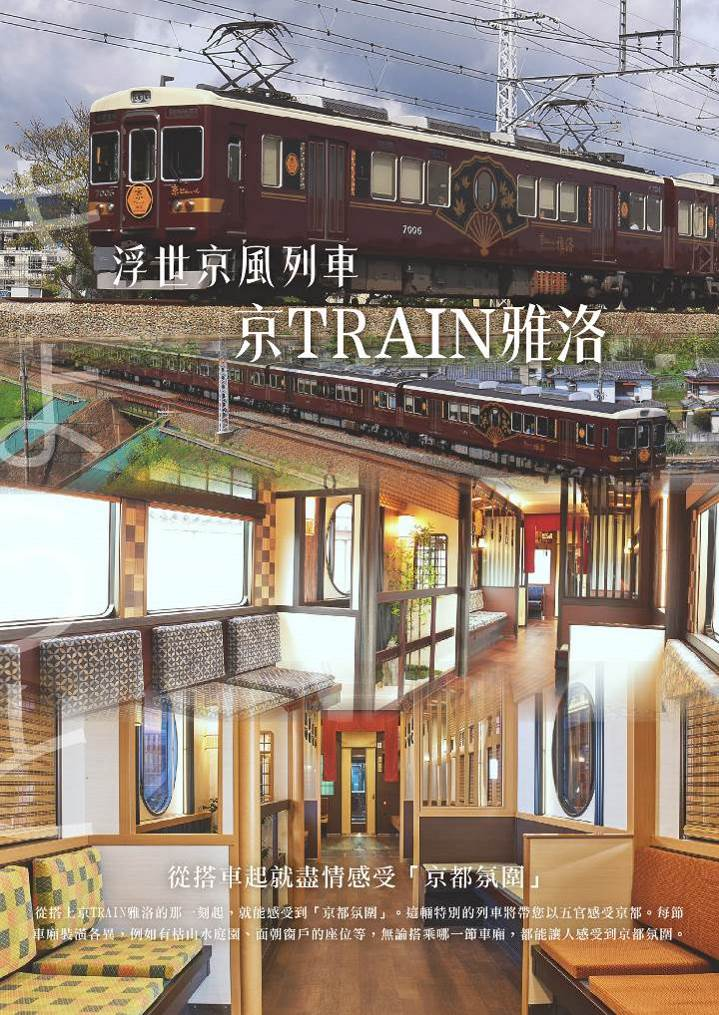 7006
浮世京風列車
京TRAIN雅洛
從搭車起就盡情感受「京都氛圍」
從搭上京TRAIN雅洛的那一刻起，就能感受到「京都氛圍」。這輛特別的列車將帶您以五官感受京都。每節
車廂裝潢各異，例如有枯山水庭園、面朝窗戶的座位等，無論搭乘哪一節車廂，都能讓人感受到京都氛圍。